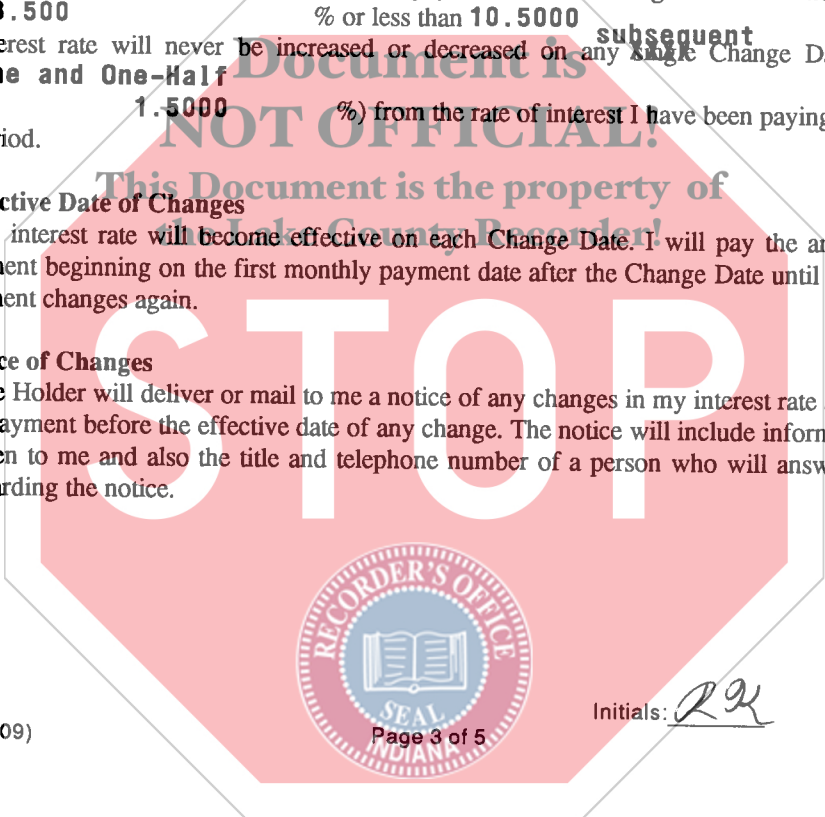 .500 % or less than 10.5000
subsequent
erest rate will never be increased or decreased on any single Change D
e and One-Half
1.5000 %) from the rate of interest I have been paying
iod.
Document is
NOT OFFICIAL!
This Document is the property of
the Lake County Recorder!
ctive Date of Changes
interest rate will become effective on each Change Date. I will pay the a
ent beginning on the first monthly payment date after the Change Date until
ent changes again.
ce of Changes
e Holder will deliver or mail to me a notice of any changes in my interest rate
ayment before the effective date of any change. The notice will include inform
en to me and also the title and telephone number of a person who will answ
rding the notice.
STOP
RECORDER'S OFFICE
SEAL
INDIANA
Initials: RK
09)
Page 3 of 5